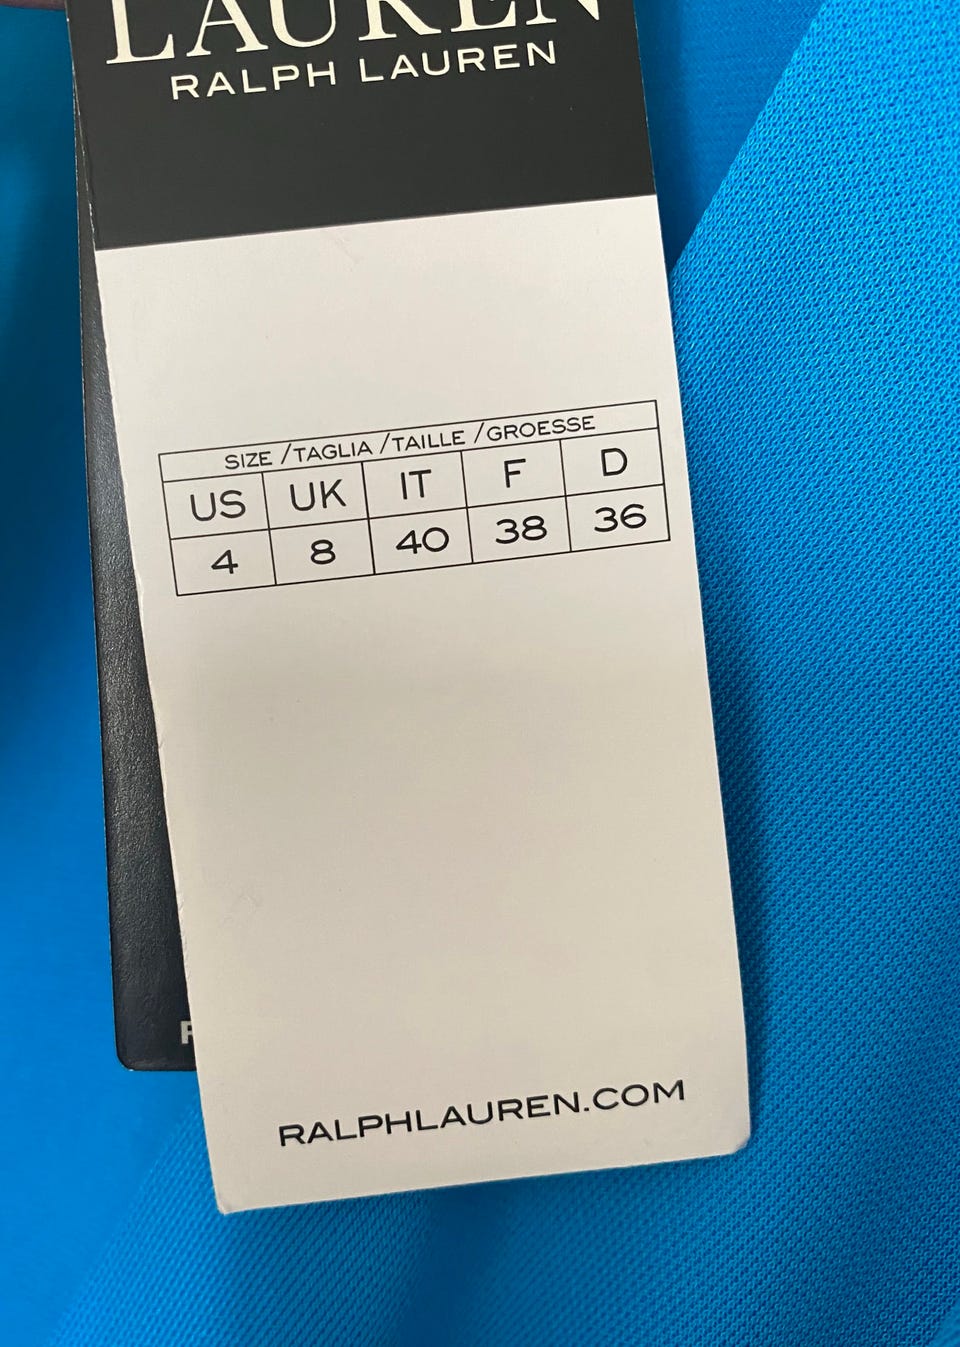 LAUREN
RALPH LAUREN
SIZE /TAGLIA /TAILLE /GROESSE
US UK IT F D
4 8 40 38 36
RALPHLAUREN.COM